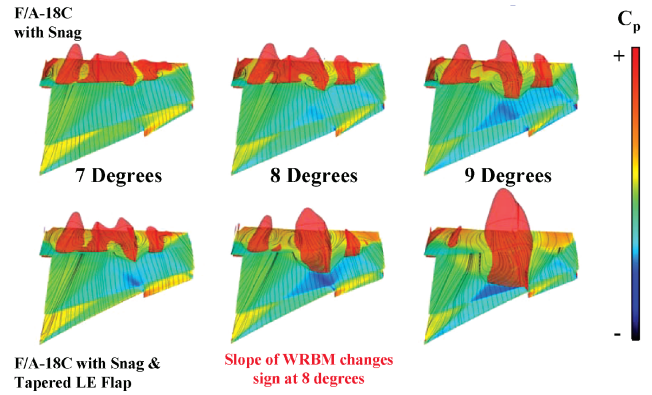 F/A-18C
with Snag
Cp
+
7 Degrees
8 Degrees
9 Degrees
-
F/A-18C with Snag &
Tapered LE Flap
Slope of WRBM changes
sign at 8 degrees